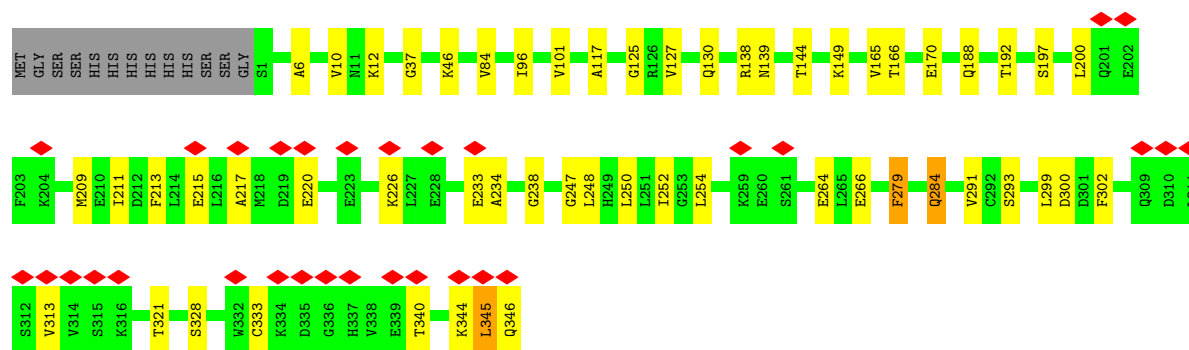 MET GLY SER SER HIS HIS HIS HIS HIS HIS SER SER GLY S1 A6 V10 N11 K12 G37 K46 V84 I96 V101 A117 G125 R126 V127 Q130 R138 N139 T144 K149 V165 T166 E170 Q188 T192 S197 L200 Q201 E202
F203 K204 M209 E210 I211 D212 F213 L214 E215 L216 A217 M218 D219 E220 E223 K226 L227 E228 E233 A234 G238 G247 L248 H249 L250 L251 I252 G253 L254 K259 E260 S261 E264 L265 E266 F279 Q284 V291 C292 S293 L299 D300 D301 F302 Q309 D310
S312 V313 V314 S315 K316 T321 S328 W332 C333 K334 D335 G336 H337 V338 E339 T340 K344 L345 Q346